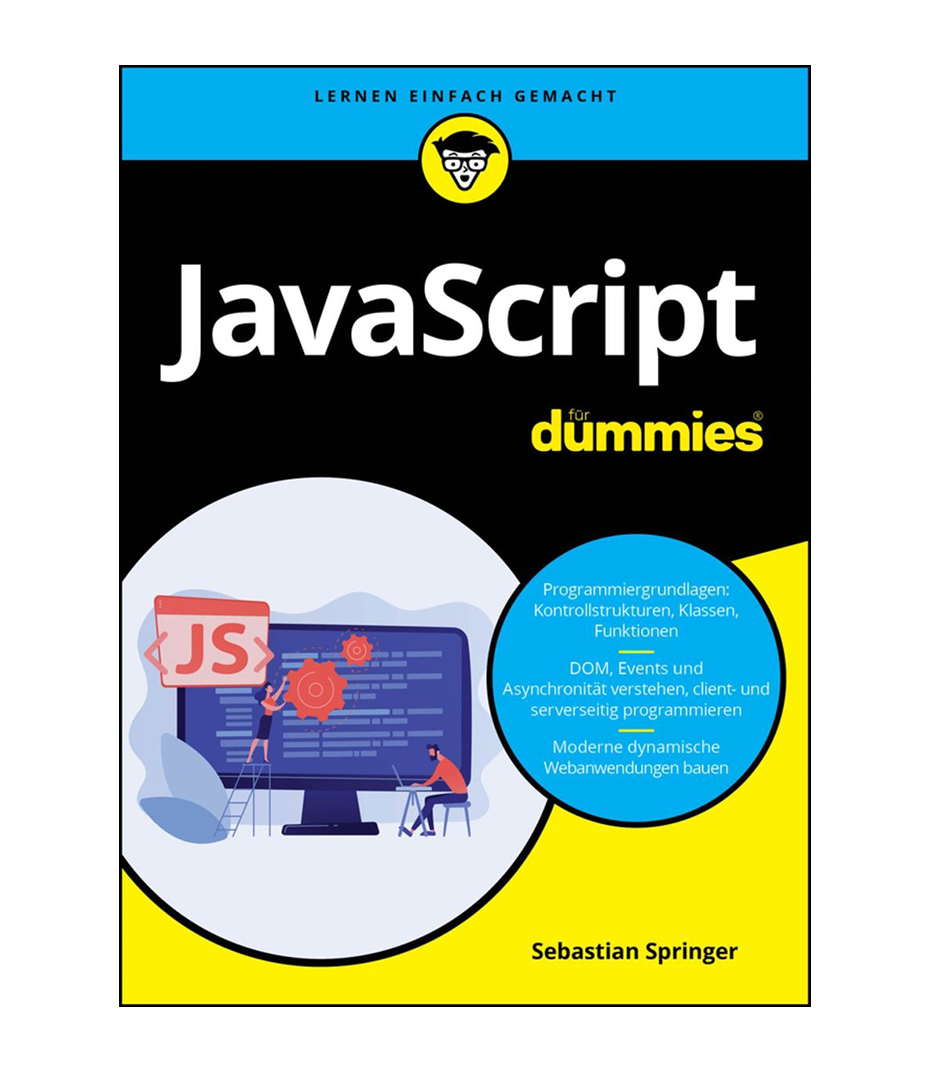 LERNEN EINFACH GEMACHT
JavaScript
für
dummies®
Programmiergrundlagen:
Kontrollstrukturen, Klassen,
Funktionen
DOM, Events und
Asynchronität verstehen, client- und
serverseitig programmieren
Moderne dynamische
Webanwendungen bauen
<JS>
Sebastian Springer